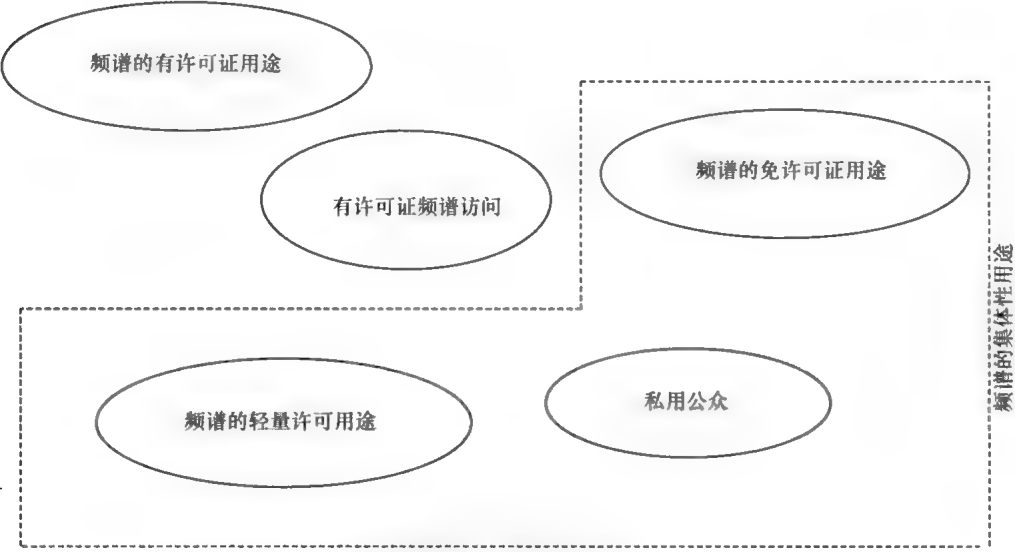 频谱的有许可证用途
频谱的免许可证用途
有许可证频谱访问
频谱的集体性用途
私用公众
频谱的轻量许可用途